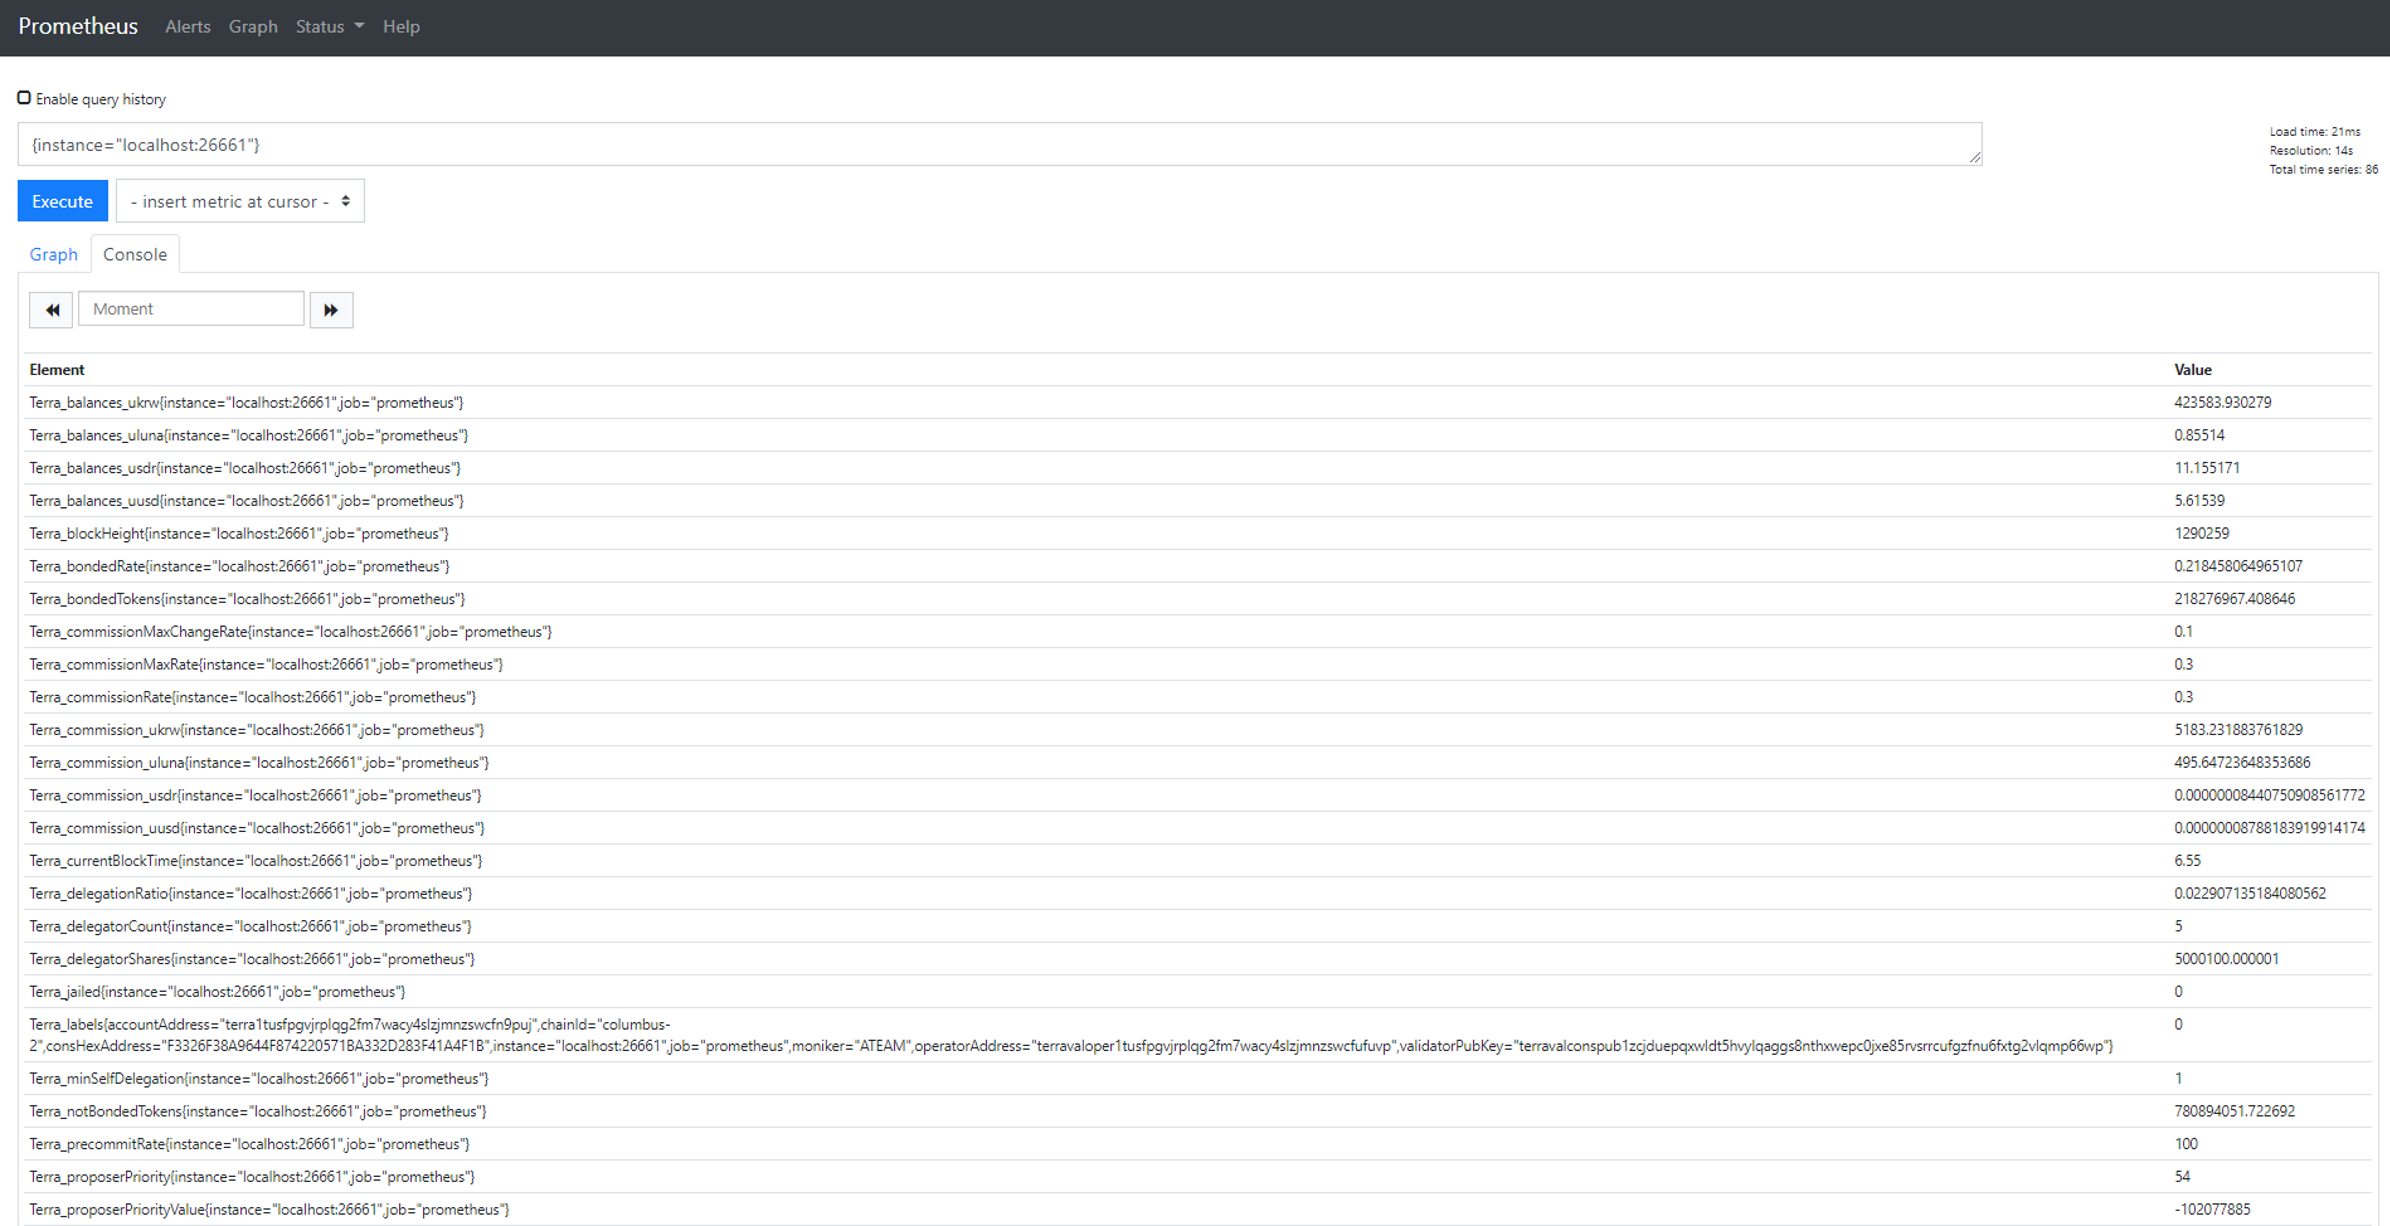 Prometheus Alerts Graph Status Help
Enable query history
{instance="localhost:26661"}
Load time: 21ms
Resolution: 14s
Total time series: 86
Execute - insert metric at cursor -
Graph Console
Moment
Element Value
Terra_balances_ukrw{instance="localhost:26661",job="prometheus"} 423583.930279
Terra_balances_uluna{instance="localhost:26661",job="prometheus"} 0.85514
Terra_balances_usdr{instance="localhost:26661",job="prometheus"} 11.155171
Terra_balances_uusd{instance="localhost:26661",job="prometheus"} 5.61539
Terra_blockHeight{instance="localhost:26661",job="prometheus"} 1290259
Terra_bondedRate{instance="localhost:26661",job="prometheus"} 0.218458064965107
Terra_bondedTokens{instance="localhost:26661",job="prometheus"} 218276967.408646
Terra_commissionMaxChangeRate{instance="localhost:26661",job="prometheus"} 0.1
Terra_commissionMaxRate{instance="localhost:26661",job="prometheus"} 0.3
Terra_commissionRate{instance="localhost:26661",job="prometheus"} 0.3
Terra_commission_ukrw{instance="localhost:26661",job="prometheus"} 5183.231883761829
Terra_commission_uluna{instance="localhost:26661",job="prometheus"} 495.64723648353686
Terra_commission_usdr{instance="localhost:26661",job="prometheus"} 0.00000008440750908561772
Terra_commission_uusd{instance="localhost:26661",job="prometheus"} 0.00000008788183919914174
Terra_currentBlockTime{instance="localhost:26661",job="prometheus"} 6.55
Terra_delegationRatio{instance="localhost:26661",job="prometheus"} 0.022907135184080562
Terra_delegatorCount{instance="localhost:26661",job="prometheus"} 5
Terra_delegatorShares{instance="localhost:26661",job="prometheus"} 5000100.000001
Terra_jailed{instance="localhost:26661",job="prometheus"} 0
Terra_labels{accountAddress="terra1tusfpgvjrplqg2fm7wacy4slzjmnzswcfn9puj",chainId="columbus- 0
2",consHexAddress="F3326F38A9644F874220571BA332D283F41A4F1B",instance="localhost:26661",job="prometheus",moniker="ATEAM",operatorAddress="terravaloper1tusfpgvjrplqg2fm7wacy4slzjmnzswcfufuvp",validatorPubKey="terravalconspub1zcjduepqxwldt5hvylqaggs8nthxwepc0jxe85rvsrrcufgzfnu6fxtg2vlqmp66wp"}
Terra_minSelfDelegation{instance="localhost:26661",job="prometheus"} 1
Terra_notBondedTokens{instance="localhost:26661",job="prometheus"} 780894051.722692
Terra_precommitRate{instance="localhost:26661",job="prometheus"} 100
Terra_proposerPriority{instance="localhost:26661",job="prometheus"} 54
Terra_proposerPriorityValue{instance="localhost:26661",job="prometheus"} -102077885